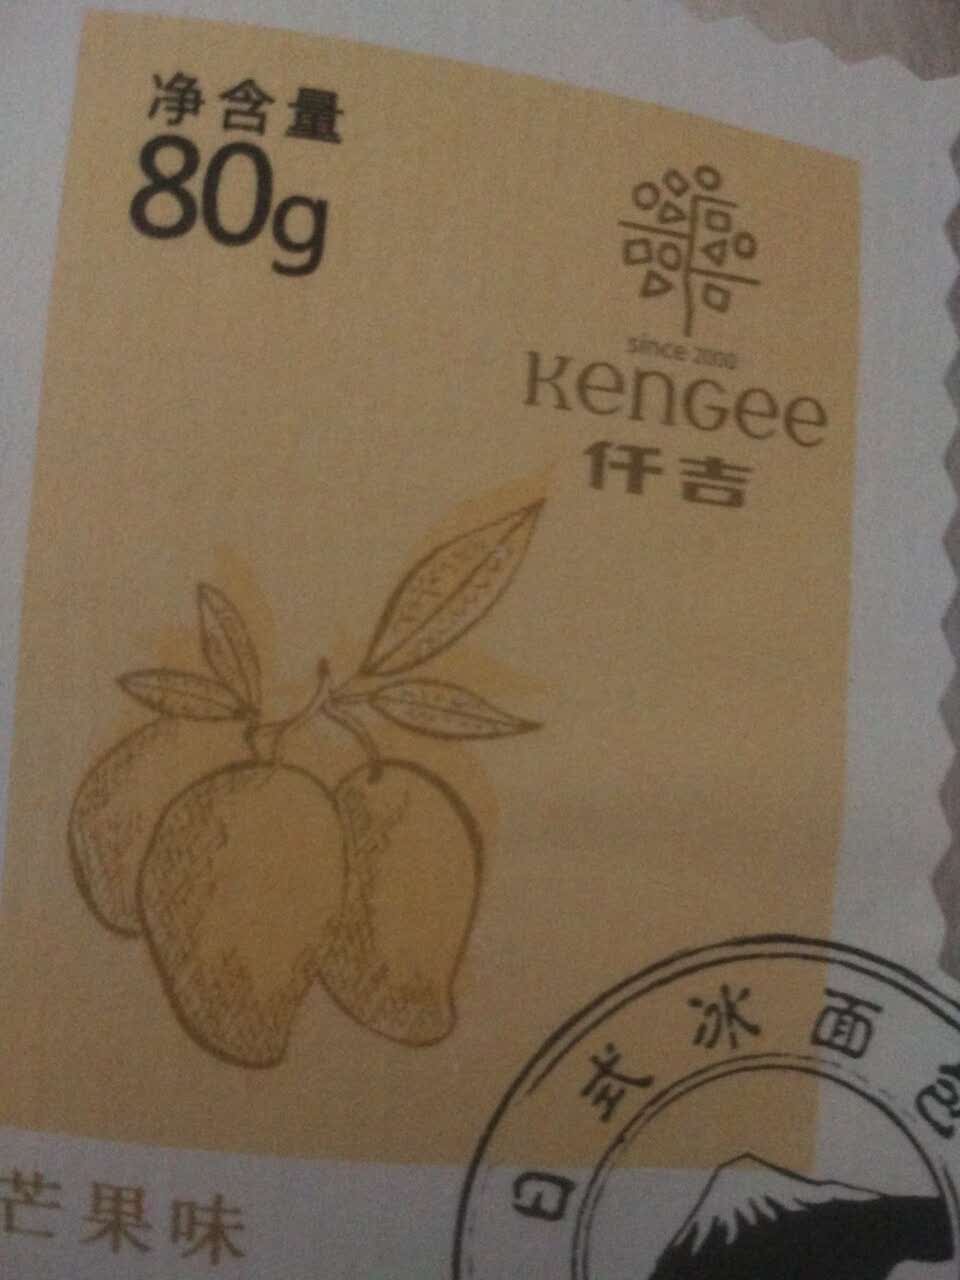 净含量
80g
since 2000
KenGee
仟吉
日式冰面包
芒果味